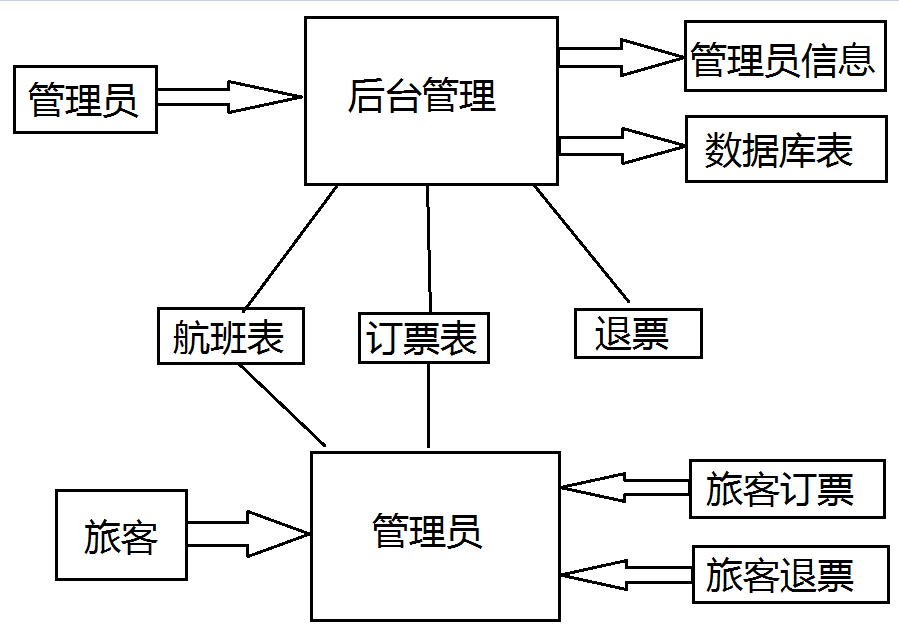 管理员
后台管理
管理员信息
数据库表
航班表
订票表
退票
旅客
管理员
旅客订票
旅客退票